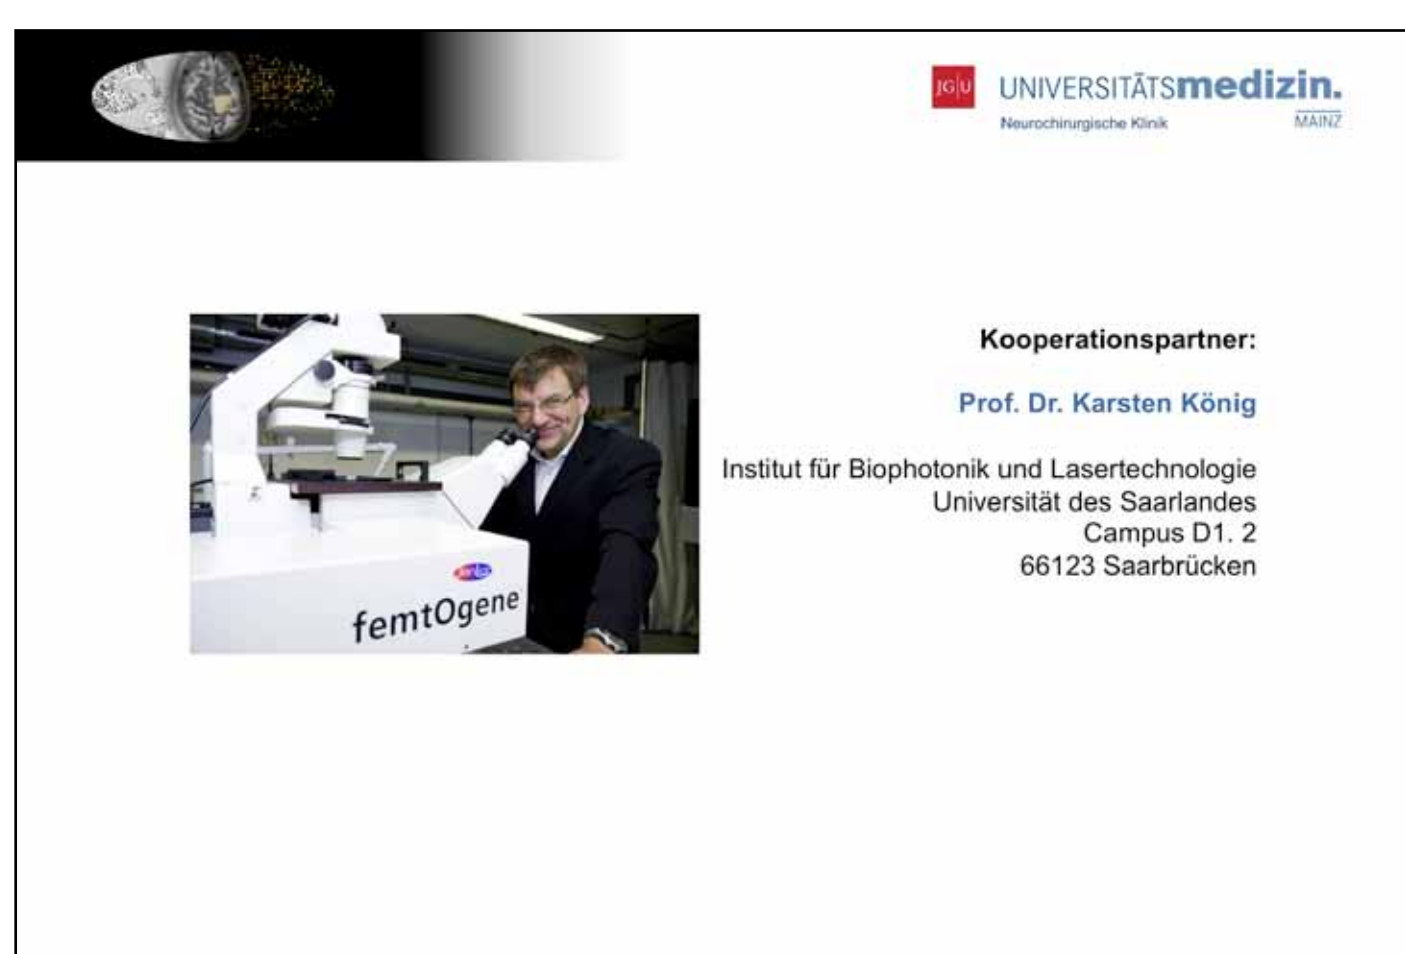 JG|U
UNIVERSITÄTSmedizin.
Neurochirurgische Klinik
MAINZ
Kooperationspartner:
Prof. Dr. Karsten König
Institut für Biophotonik und Lasertechnologie
Universität des Saarlandes
Campus D1. 2
66123 Saarbrücken
femtOgene